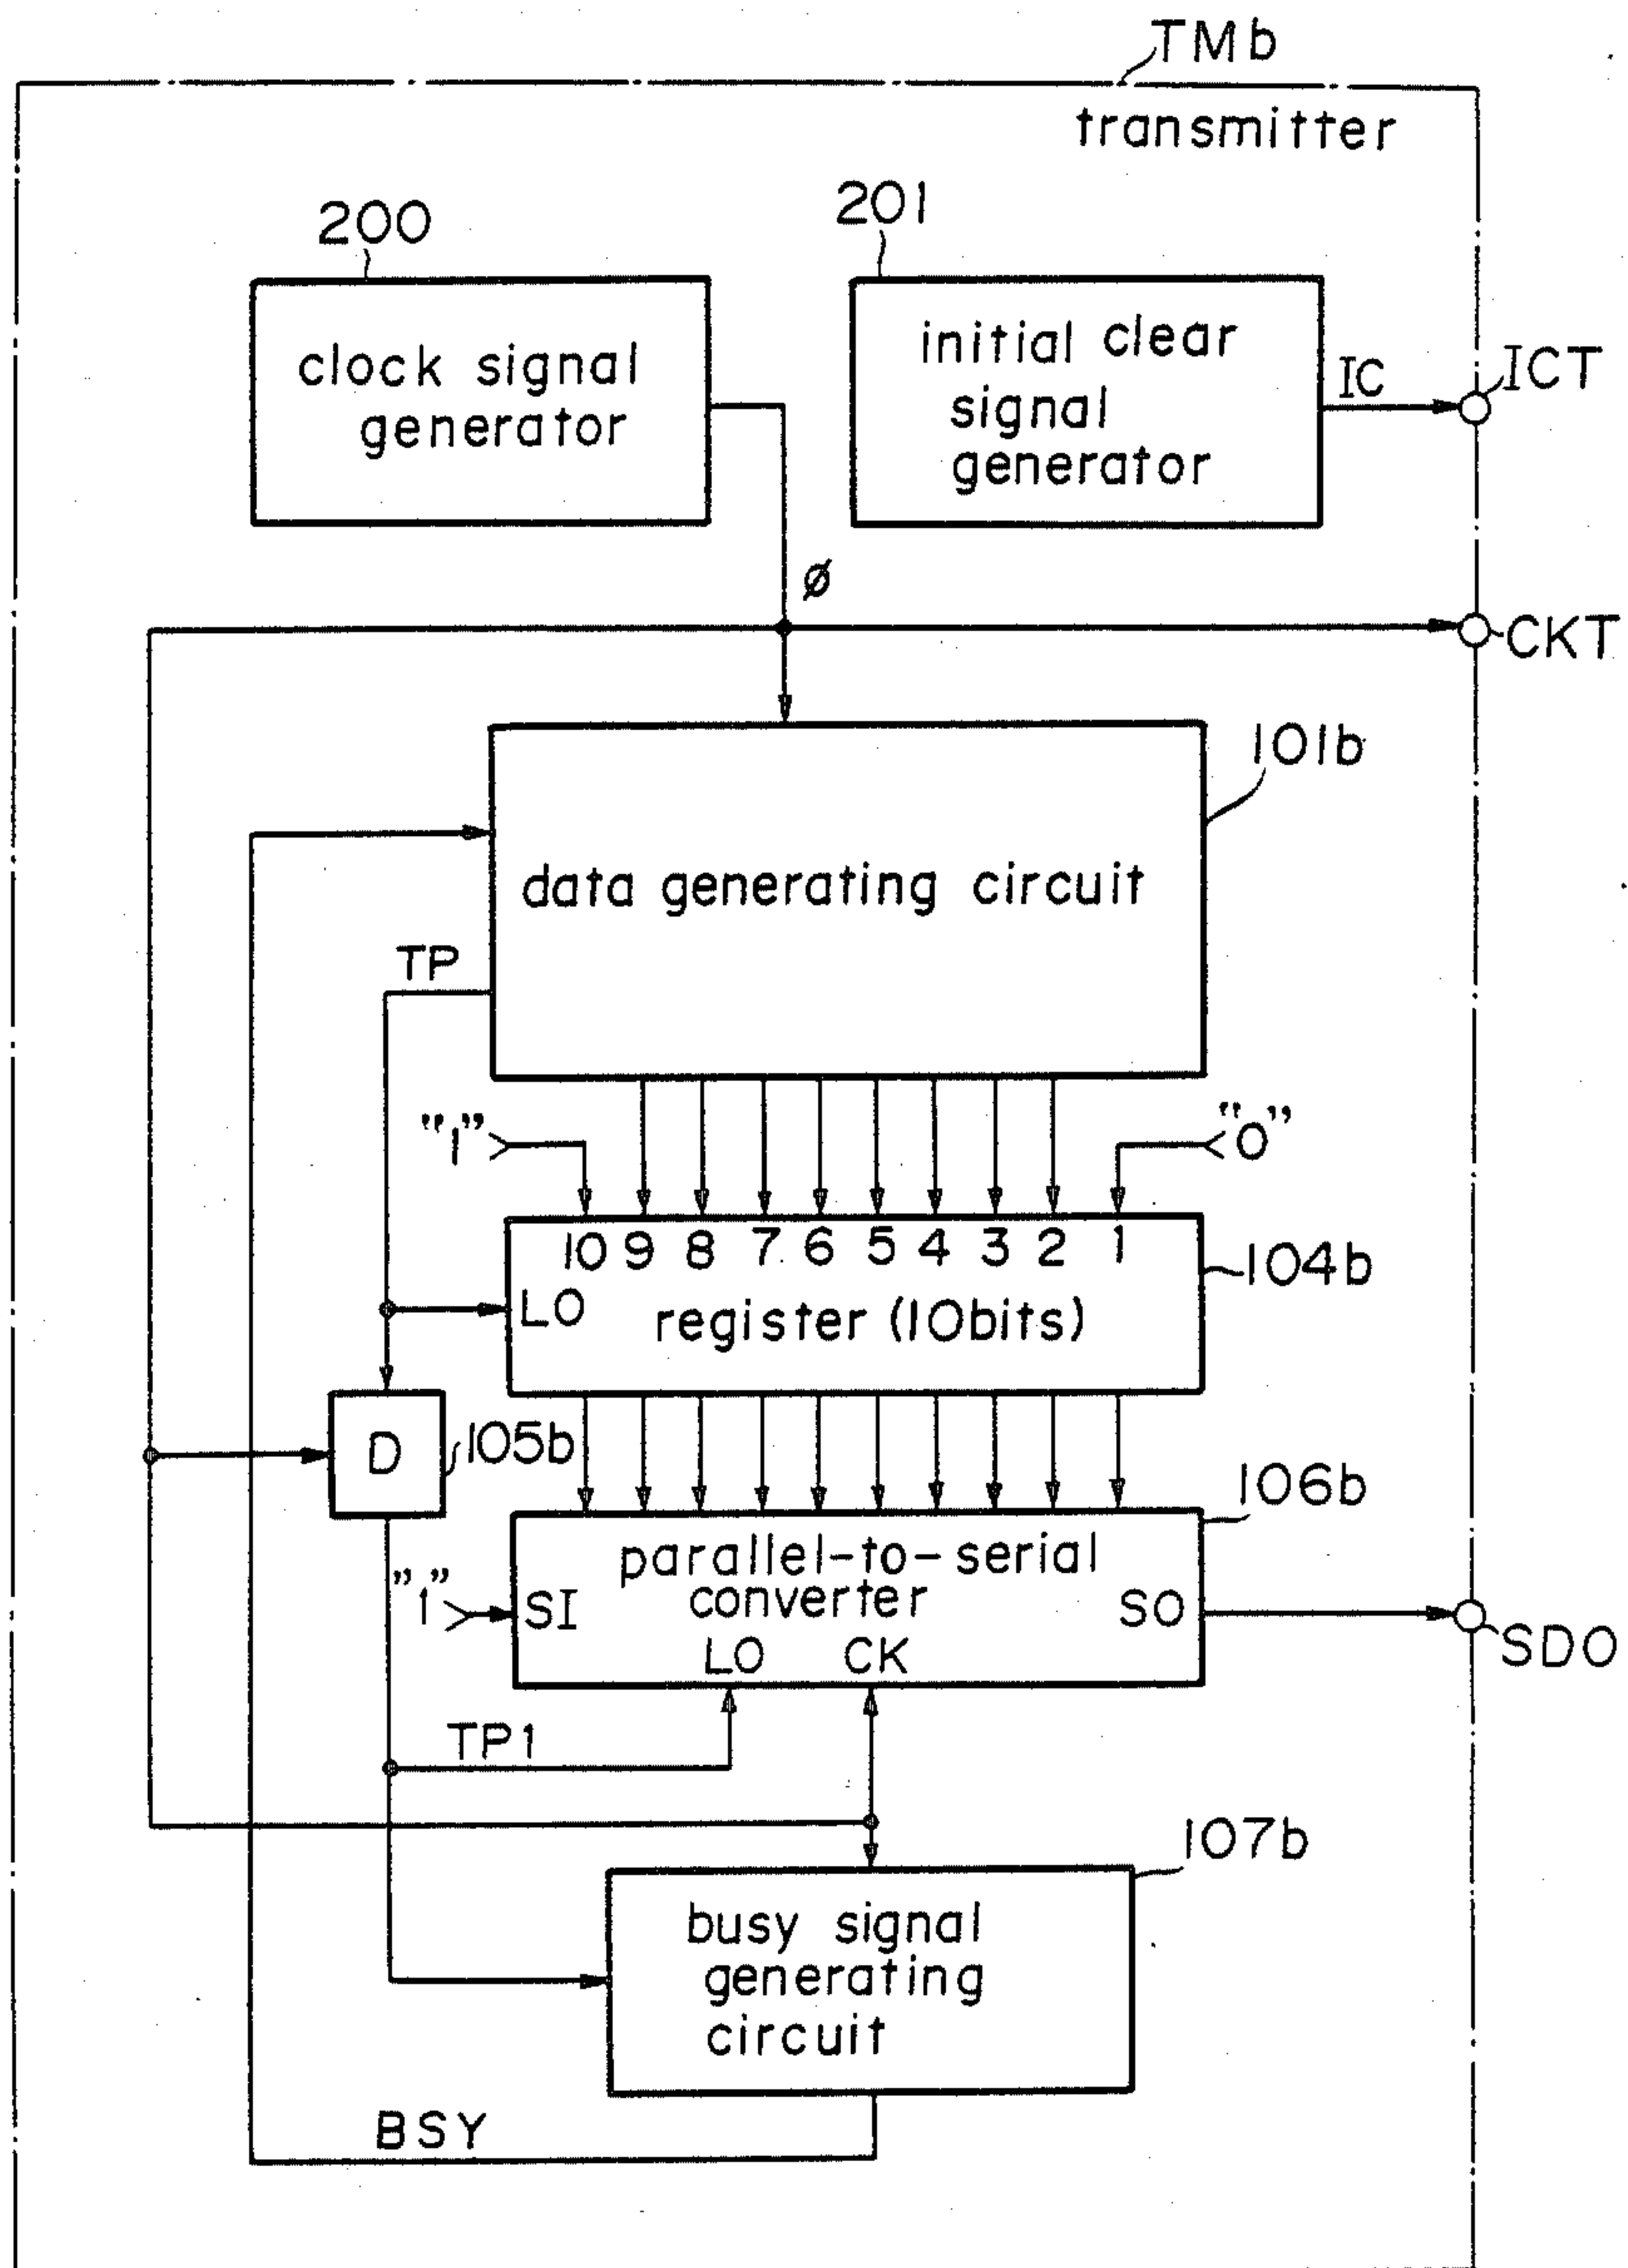 TMb
transmitter
200
201
clock signal
generator
initial clear
signal
generator
IC
ICT
ø
CKT
101b
data generating circuit
TP
"1"
"0"
10 9 8 7 6 5 4 3 2 1
104b
LO
register (10bits)
D
105b
106b
parallel-to-serial
converter
"1"
SI
SO
SDO
LO CK
TP1
107b
busy signal
generating
circuit
BSY